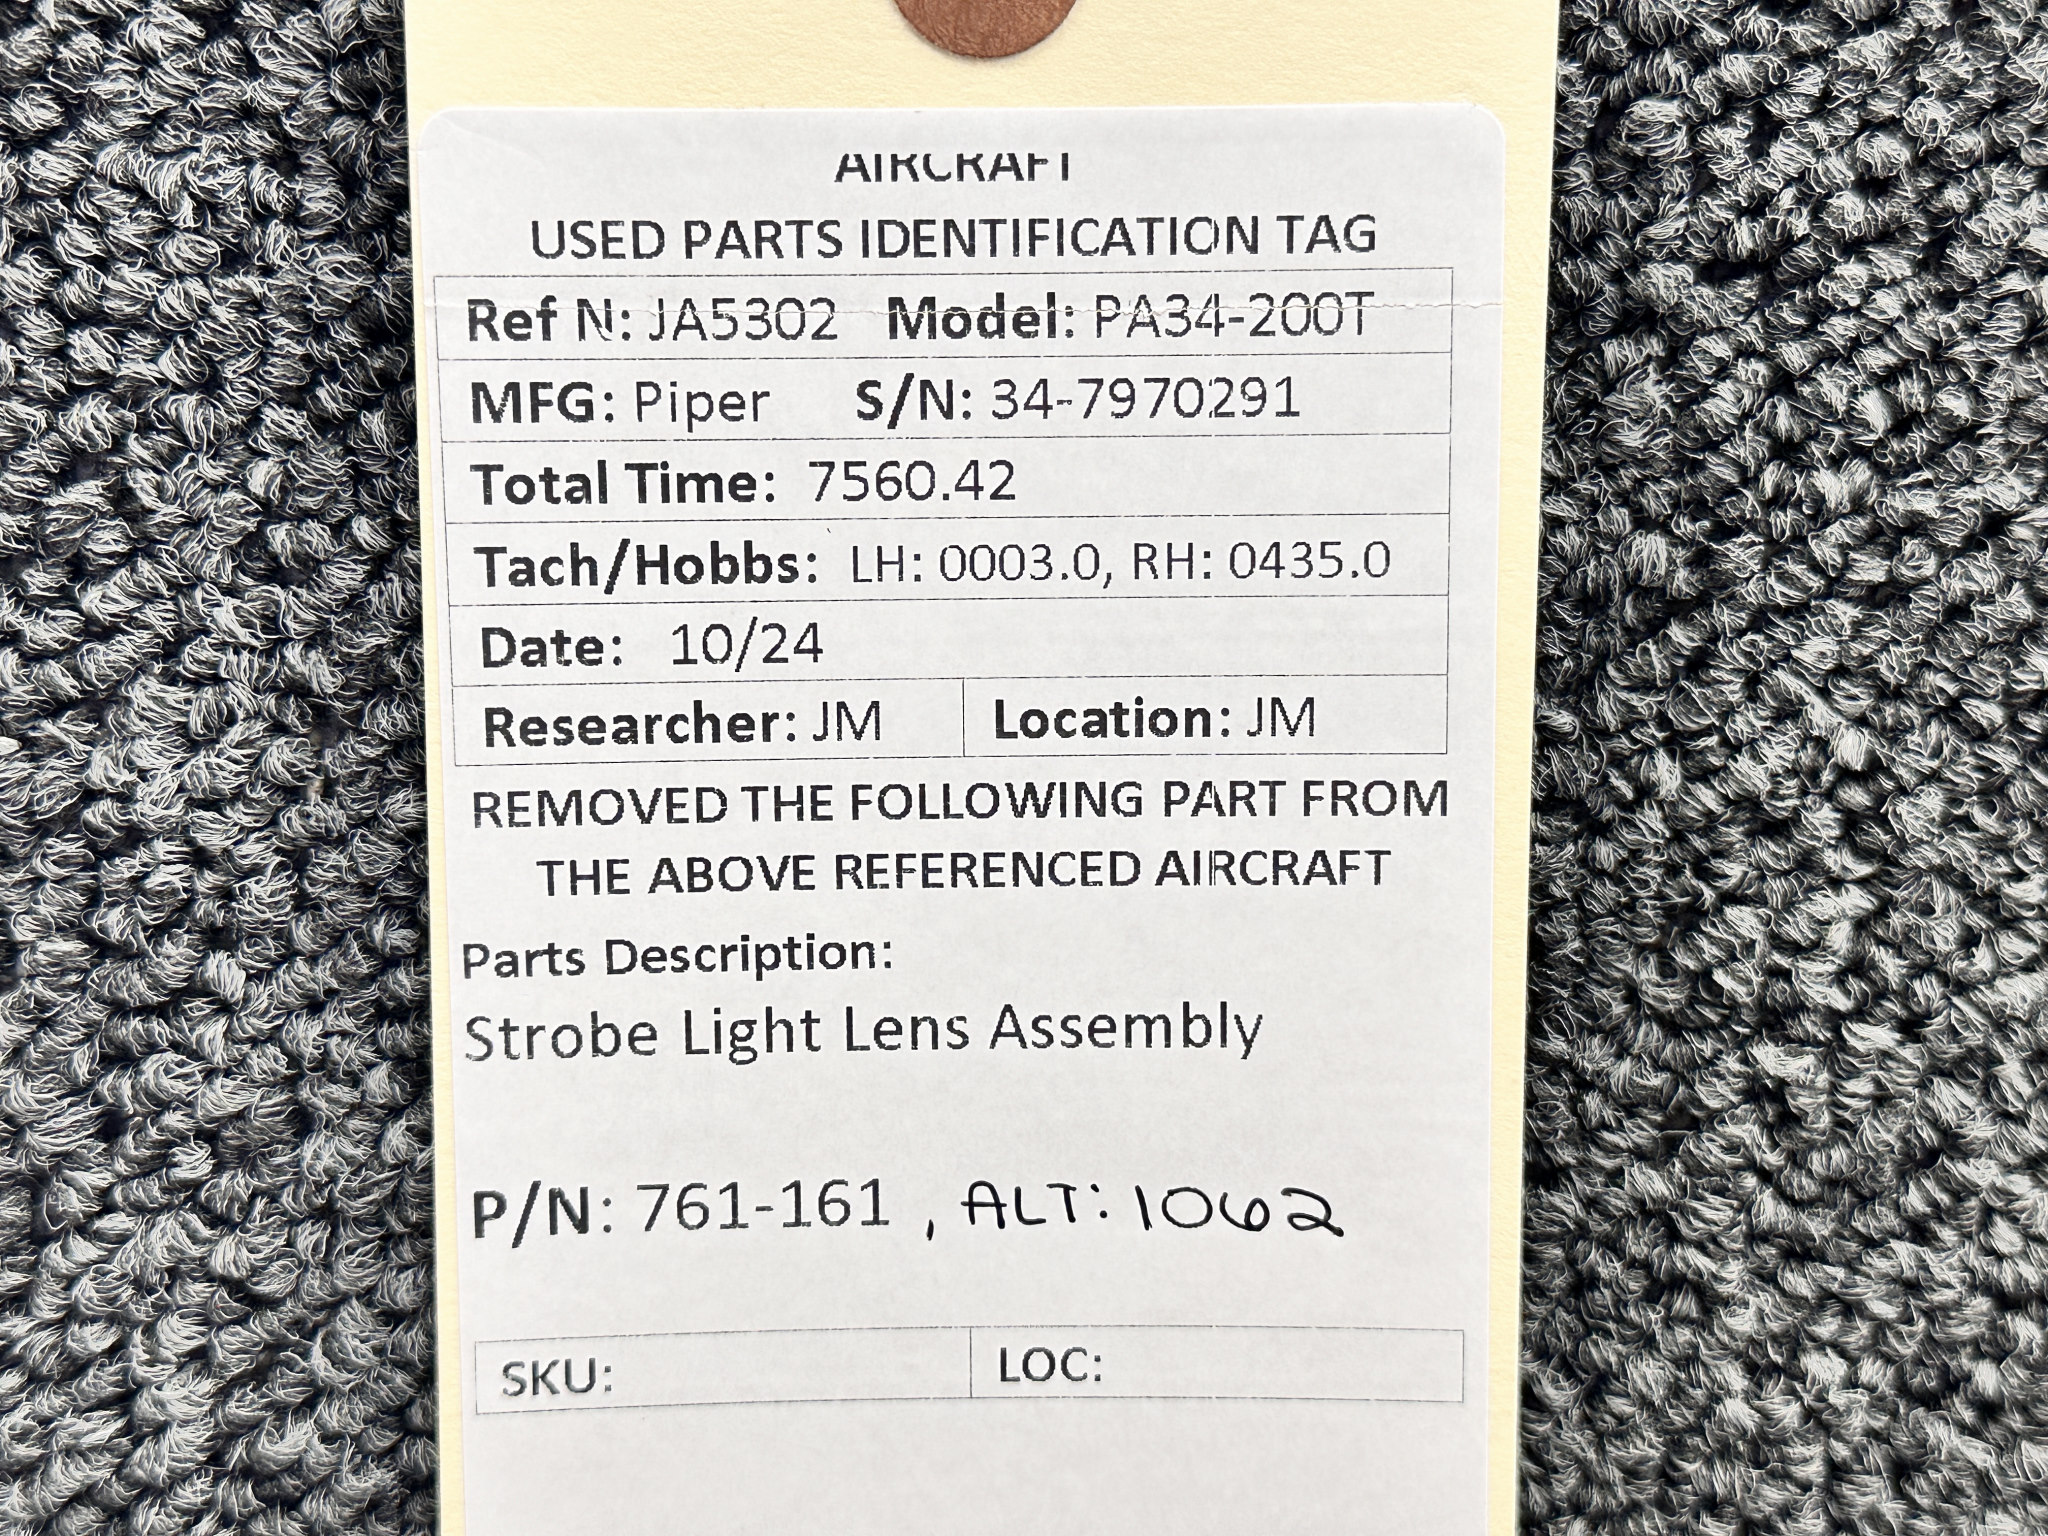 AIRCRAFT
USED PARTS IDENTIFICATION TAG
Ref N: JA5302 Model: PA34-200T
MFG: Piper S/N: 34-7970291
Total Time: 7560.42
Tach/Hobbs: LH: 0003.0, RH: 0435.0
Date: 10/24
Researcher: JM Location: JM
REMOVED THE FOLLOWING PART FROM
THE ABOVE REFERENCED AIRCRAFT
Parts Description:
Strobe Light Lens Assembly
P/N: 761-161 , ALT: 1062
SKU: LOC: